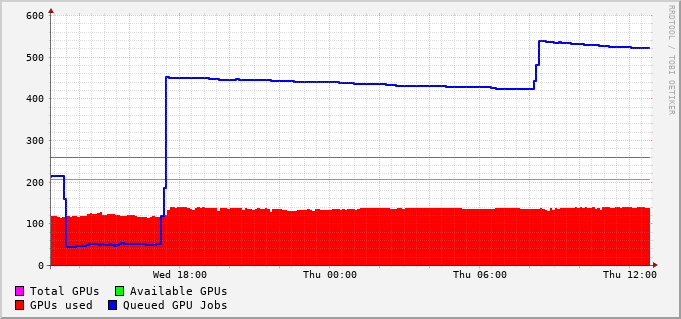 600
500
400
300
200
100
0
Wed 18:00 Thu 00:00 Thu 06:00 Thu 12:00
Total GPUs Available GPUs
GPUs used Queued GPU Jobs
RRDTOOL / TOBI OETIKER